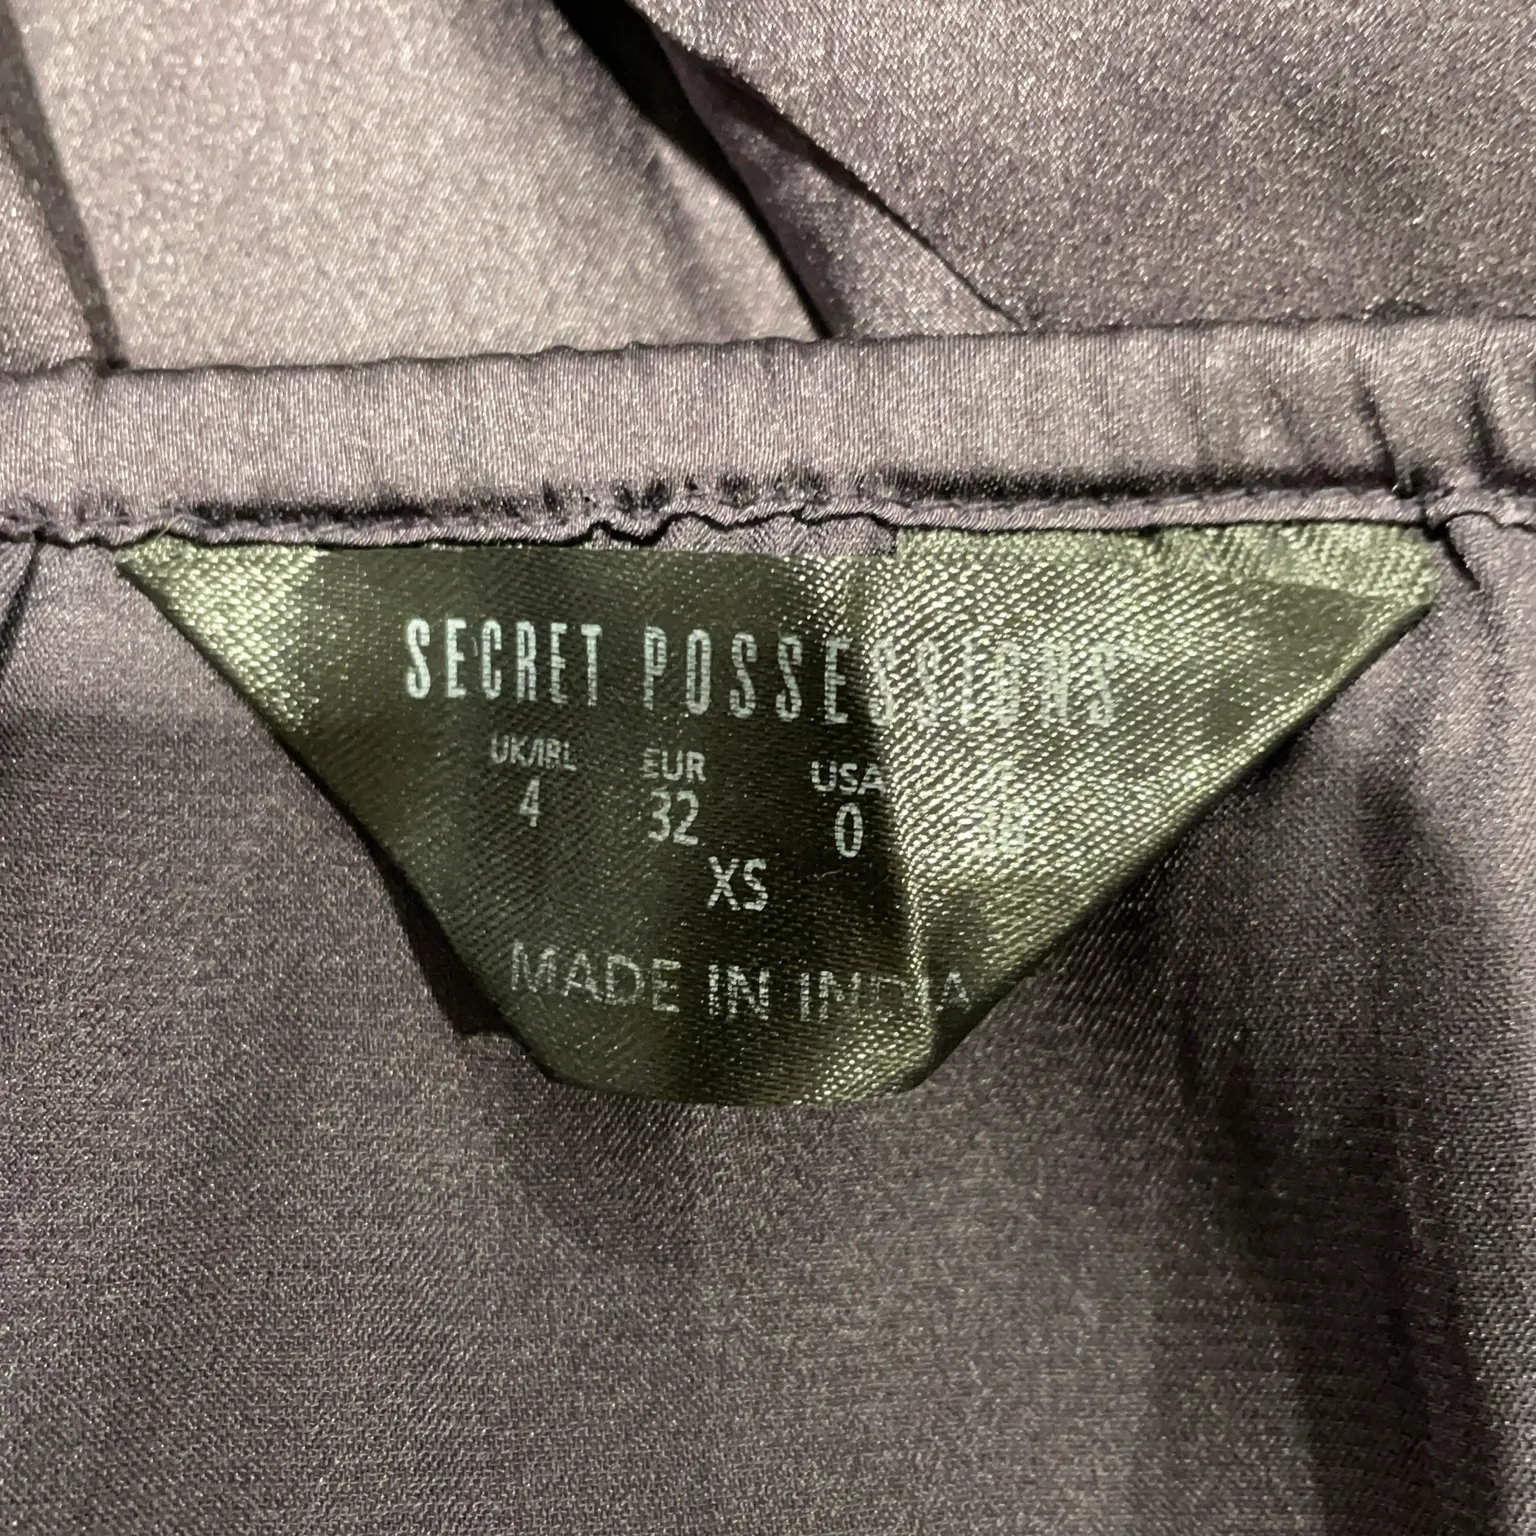 SECRET POSSESSIONS
UK/IRL EUR USA
4 32 0
XS
MADE IN INDIA